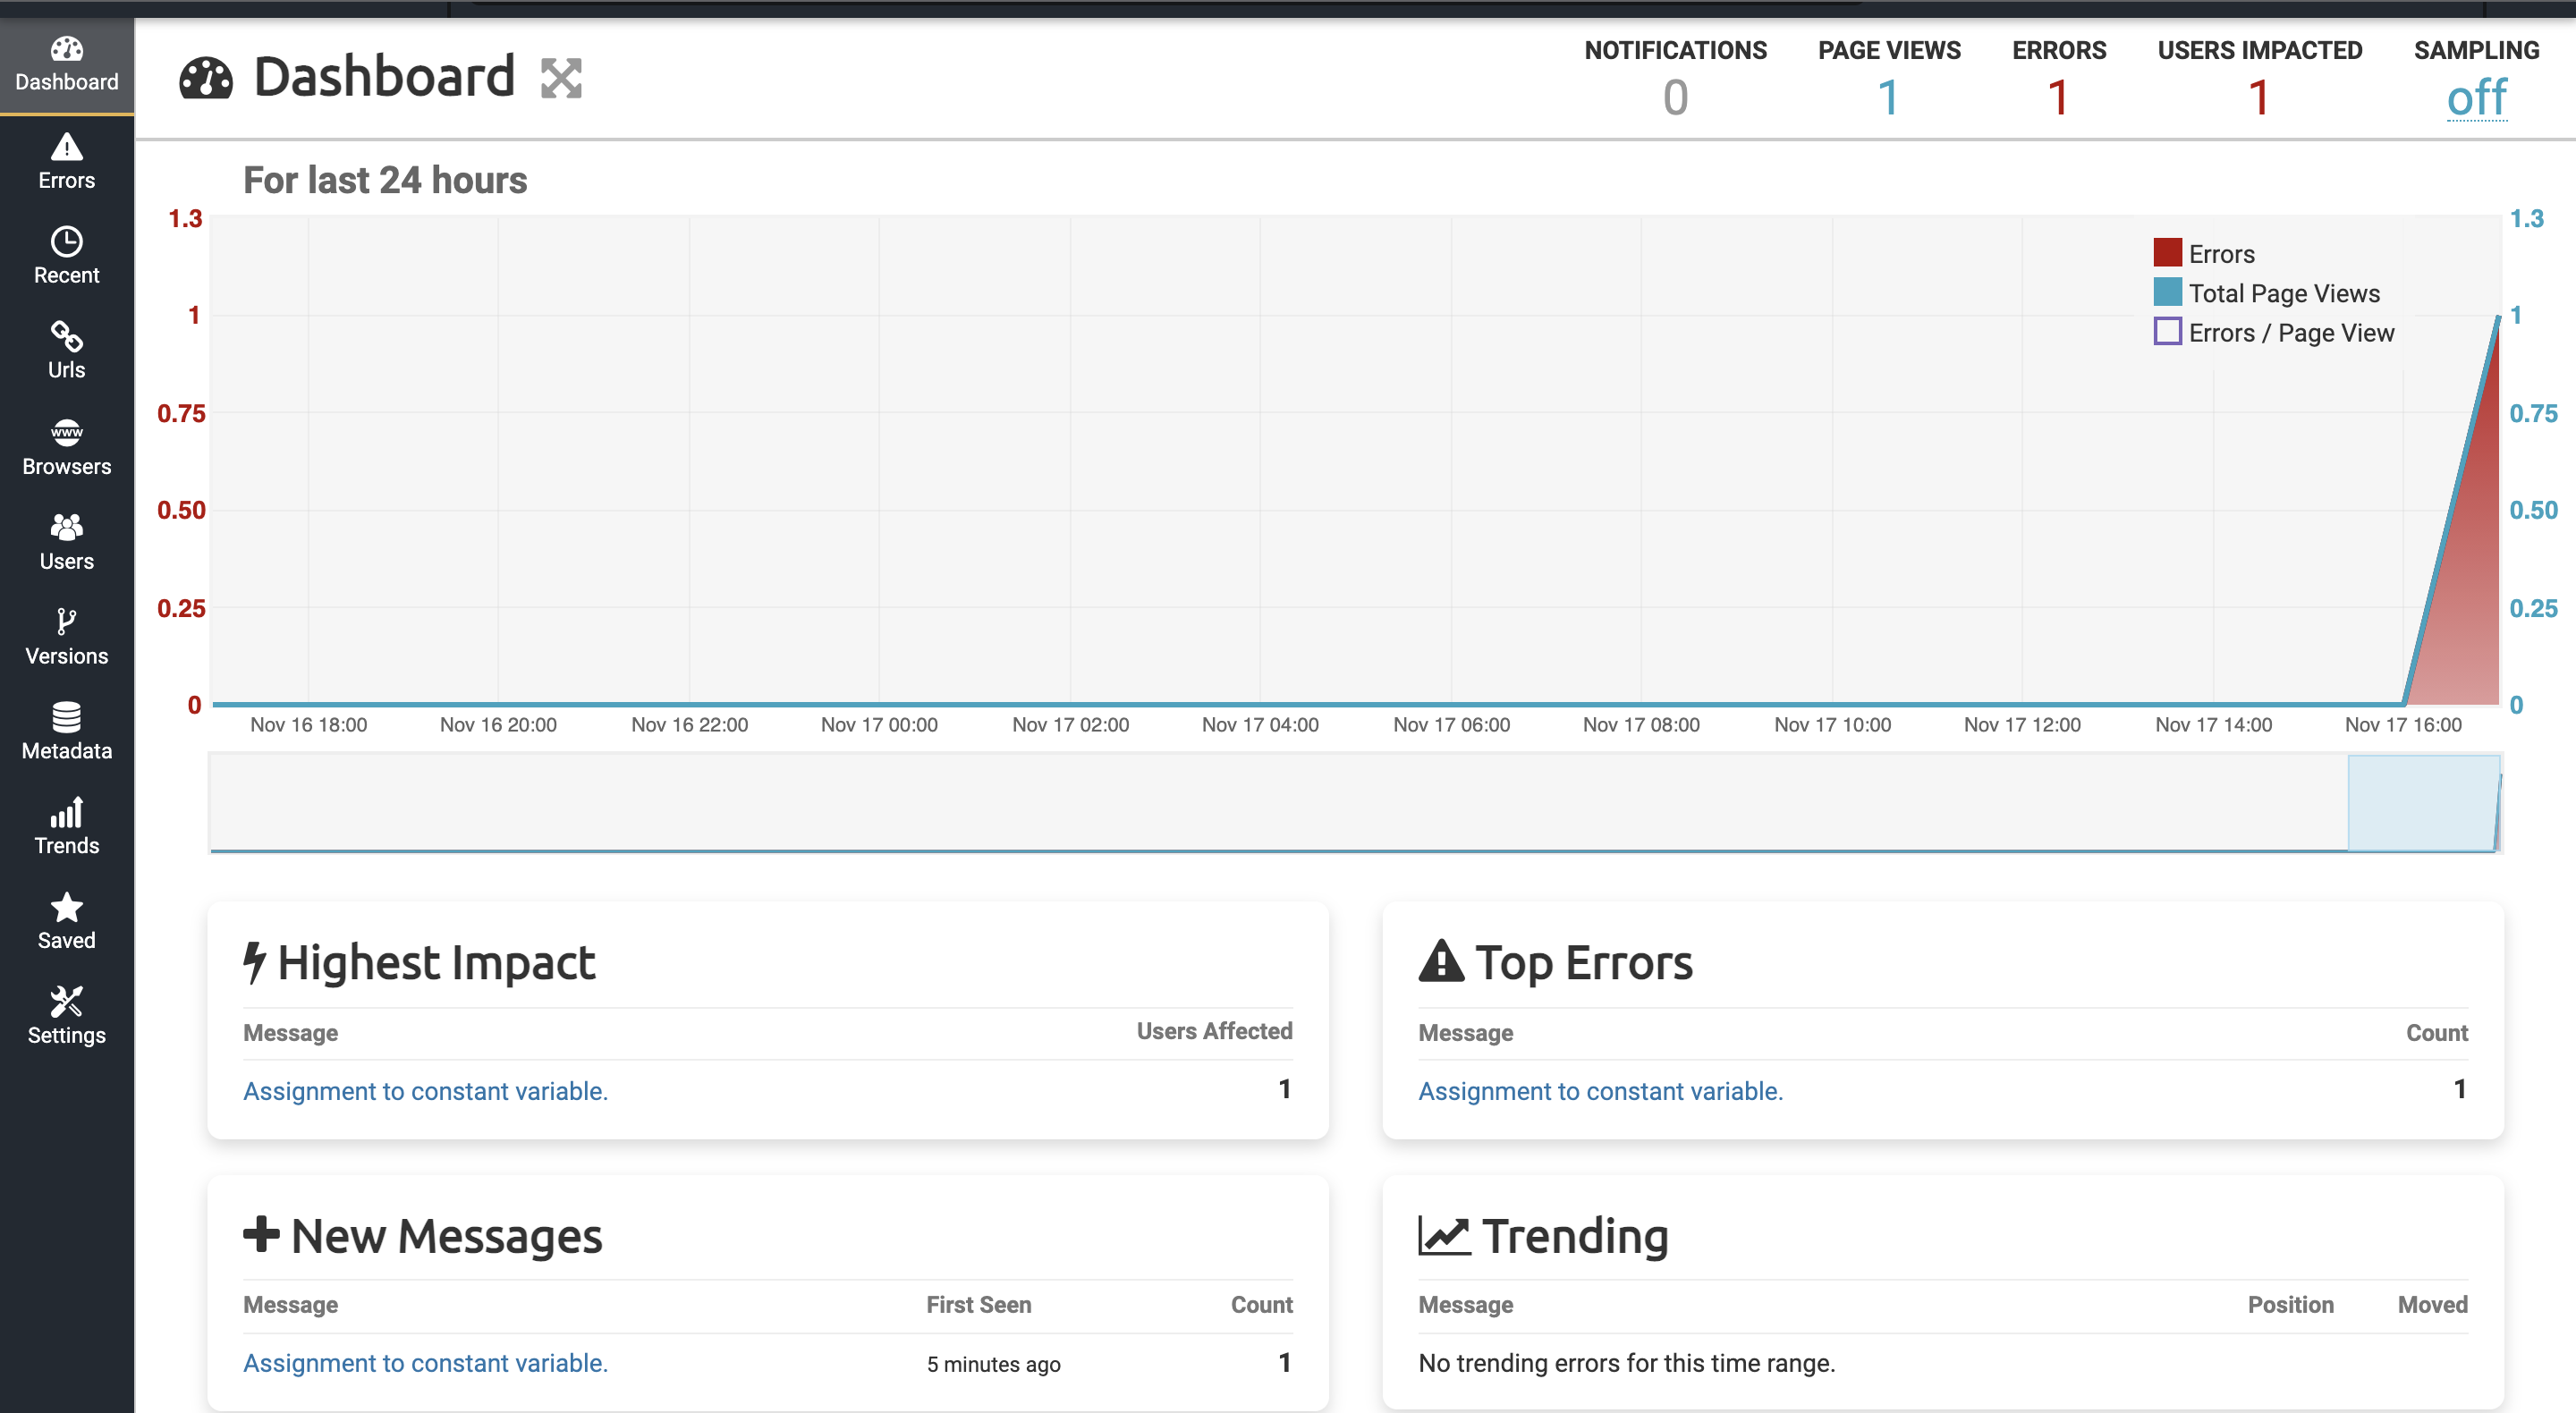 Dashboard
Errors
Recent
Urls
www
Browsers
Users
Versions
Metadata
Trends
Saved
Settings
Dashboard
NOTIFICATIONS PAGE VIEWS ERRORS USERS IMPACTED SAMPLING
0 1 1 1 off
For last 24 hours
1.3 1.3
Errors
1 Total Page Views 1
Errors / Page View
0.75 0.75
0.50 0.50
0.25 0.25
0 0
Nov 16 18:00 Nov 16 20:00 Nov 16 22:00 Nov 17 00:00 Nov 17 02:00 Nov 17 04:00 Nov 17 06:00 Nov 17 08:00 Nov 17 10:00 Nov 17 12:00 Nov 17 14:00 Nov 17 16:00
Highest Impact
Message Users Affected
Assignment to constant variable. 1
Top Errors
Message Count
Assignment to constant variable. 1
New Messages
Message First Seen Count
Assignment to constant variable. 5 minutes ago 1
Trending
Message Position Moved
No trending errors for this time range.